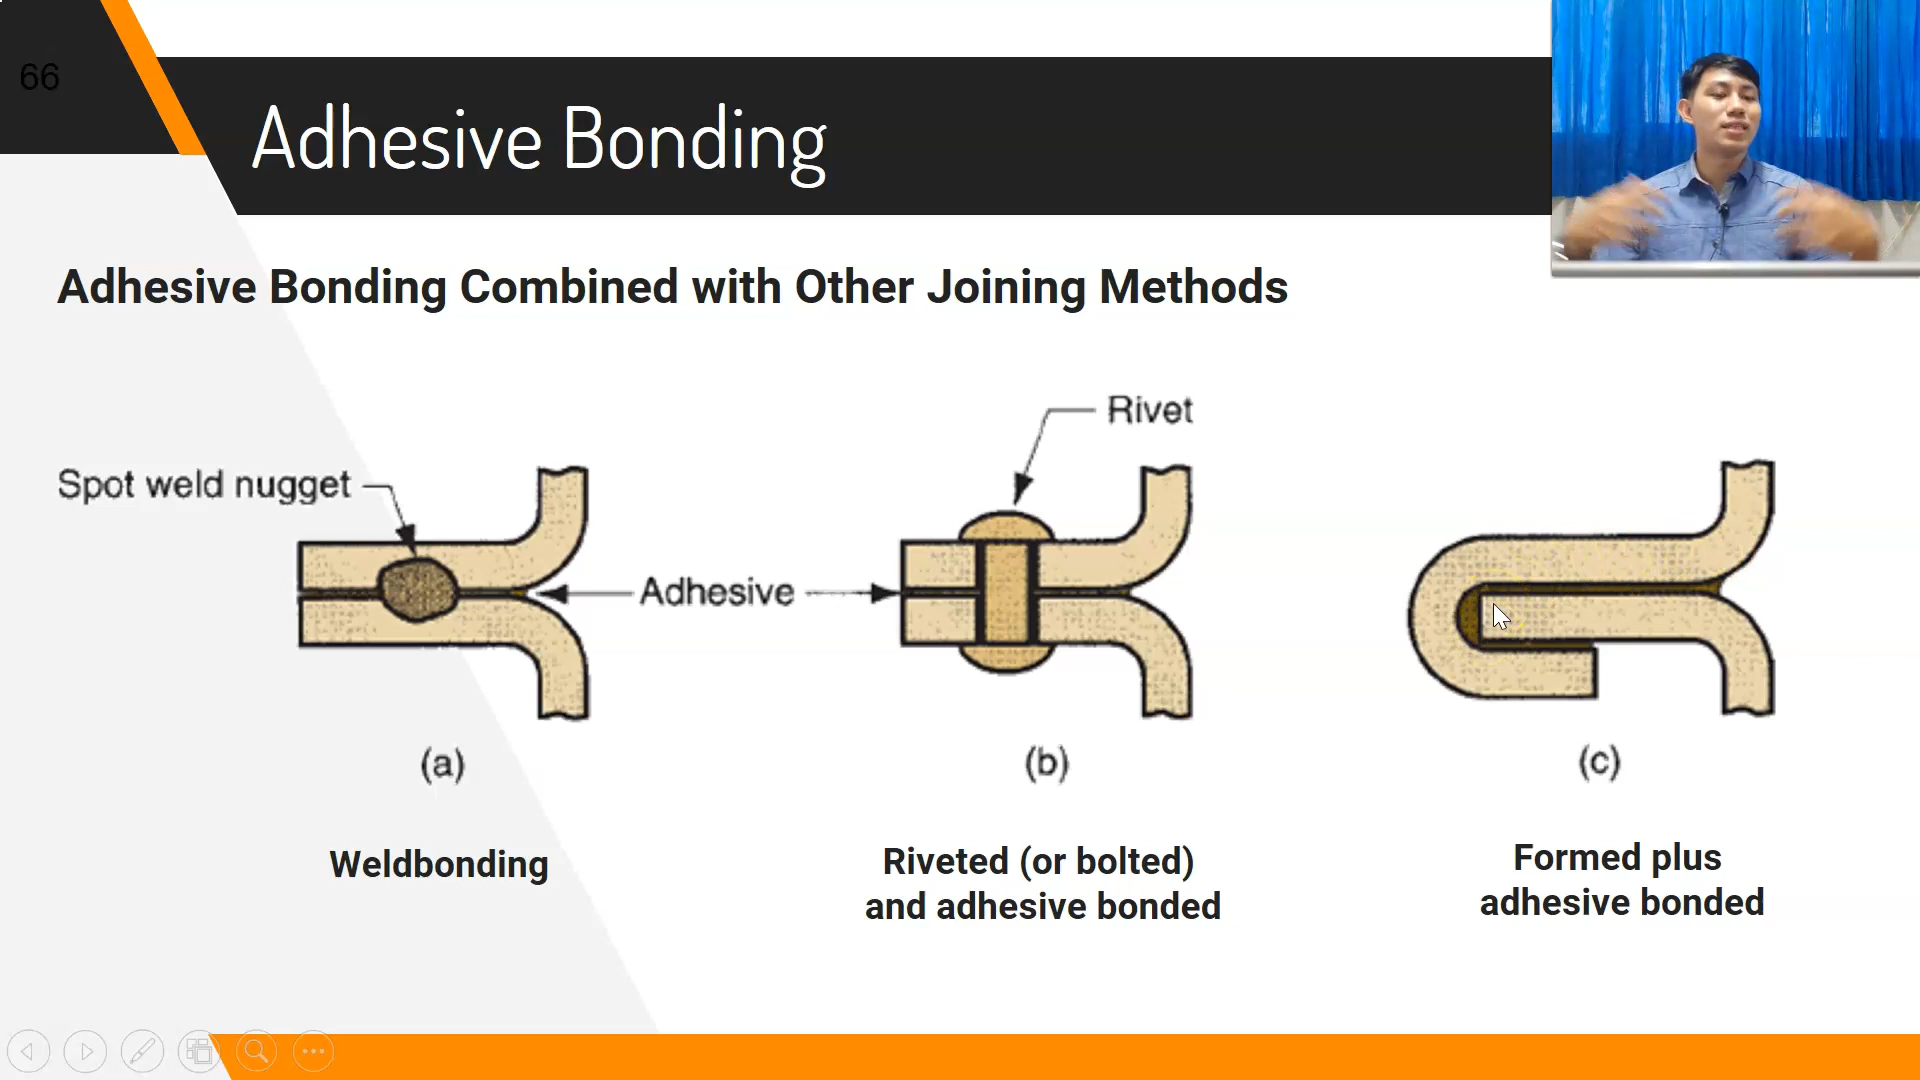 66
Adhesive Bonding
Adhesive Bonding Combined with Other Joining Methods
Rivet
Spot weld nugget
Adhesive
(a)
(b)
(c)
Weldbonding
Riveted (or bolted)
and adhesive bonded
Formed plus
adhesive bonded